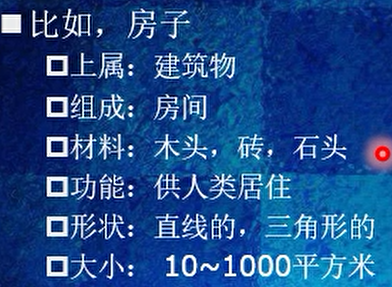 比如，房子
上属：建筑物
组成：房间
材料：木头，砖，石头
功能：供人类居住
形状：直线的，三角形的
大小： 10~1000平方米